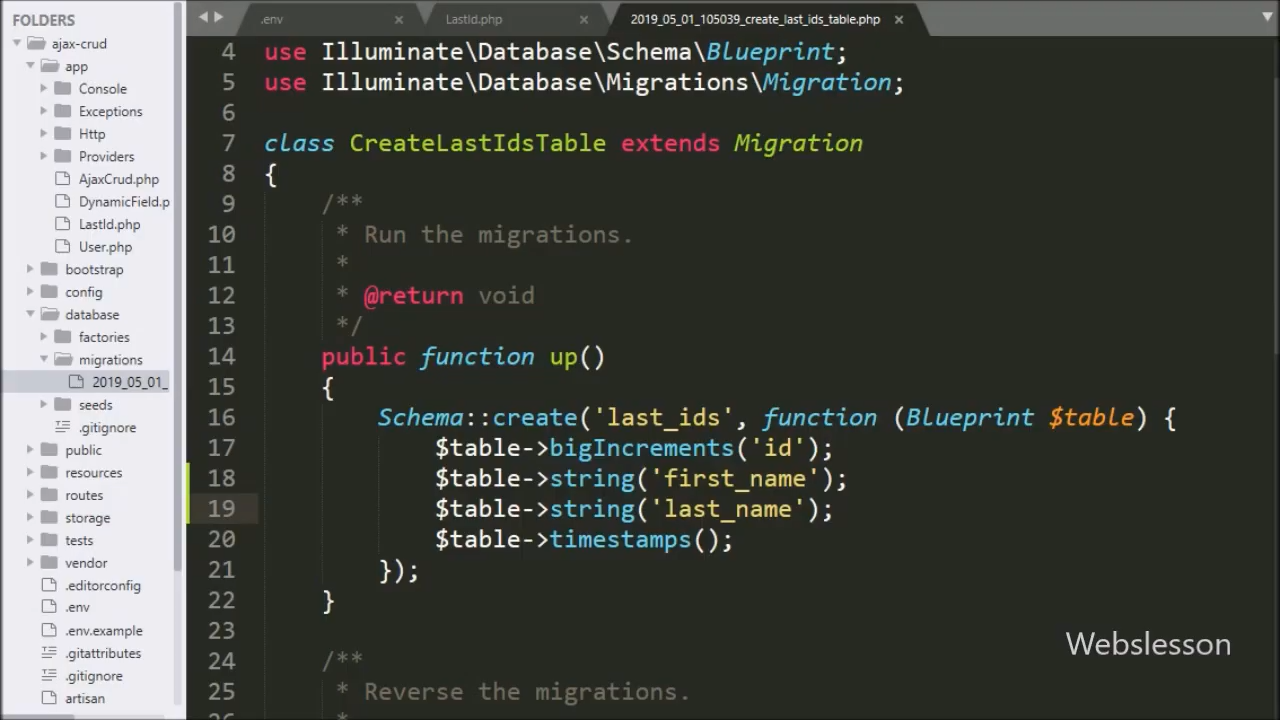 FOLDERS
ajax-crud
app
Console
Exceptions
Http
Providers
AjaxCrud.php
DynamicField.p
LastId.php
User.php
bootstrap
config
database
factories
migrations
2019_05_01_
seeds
.gitignore
public
resources
routes
storage
tests
vendor
.editorconfig
.env
.env.example
.gitattributes
.gitignore
artisan
.env
LastId.php
2019_05_01_105039_create_last_ids_table.php
4 use Illuminate\Database\Schema\Blueprint;
5 use Illuminate\Database\Migrations\Migration;
6
7 class CreateLastIdsTable extends Migration
8 {
9 /**
10 * Run the migrations.
11 *
12 * @return void
13 */
14 public function up()
15 {
16 Schema::create('last_ids', function (Blueprint $table) {
17 $table->bigIncrements('id');
18 $table->string('first_name');
19 $table->string('last_name');
20 $table->timestamps();
21 });
22 }
23
24 /**
25 * Reverse the migrations.
Webslesson